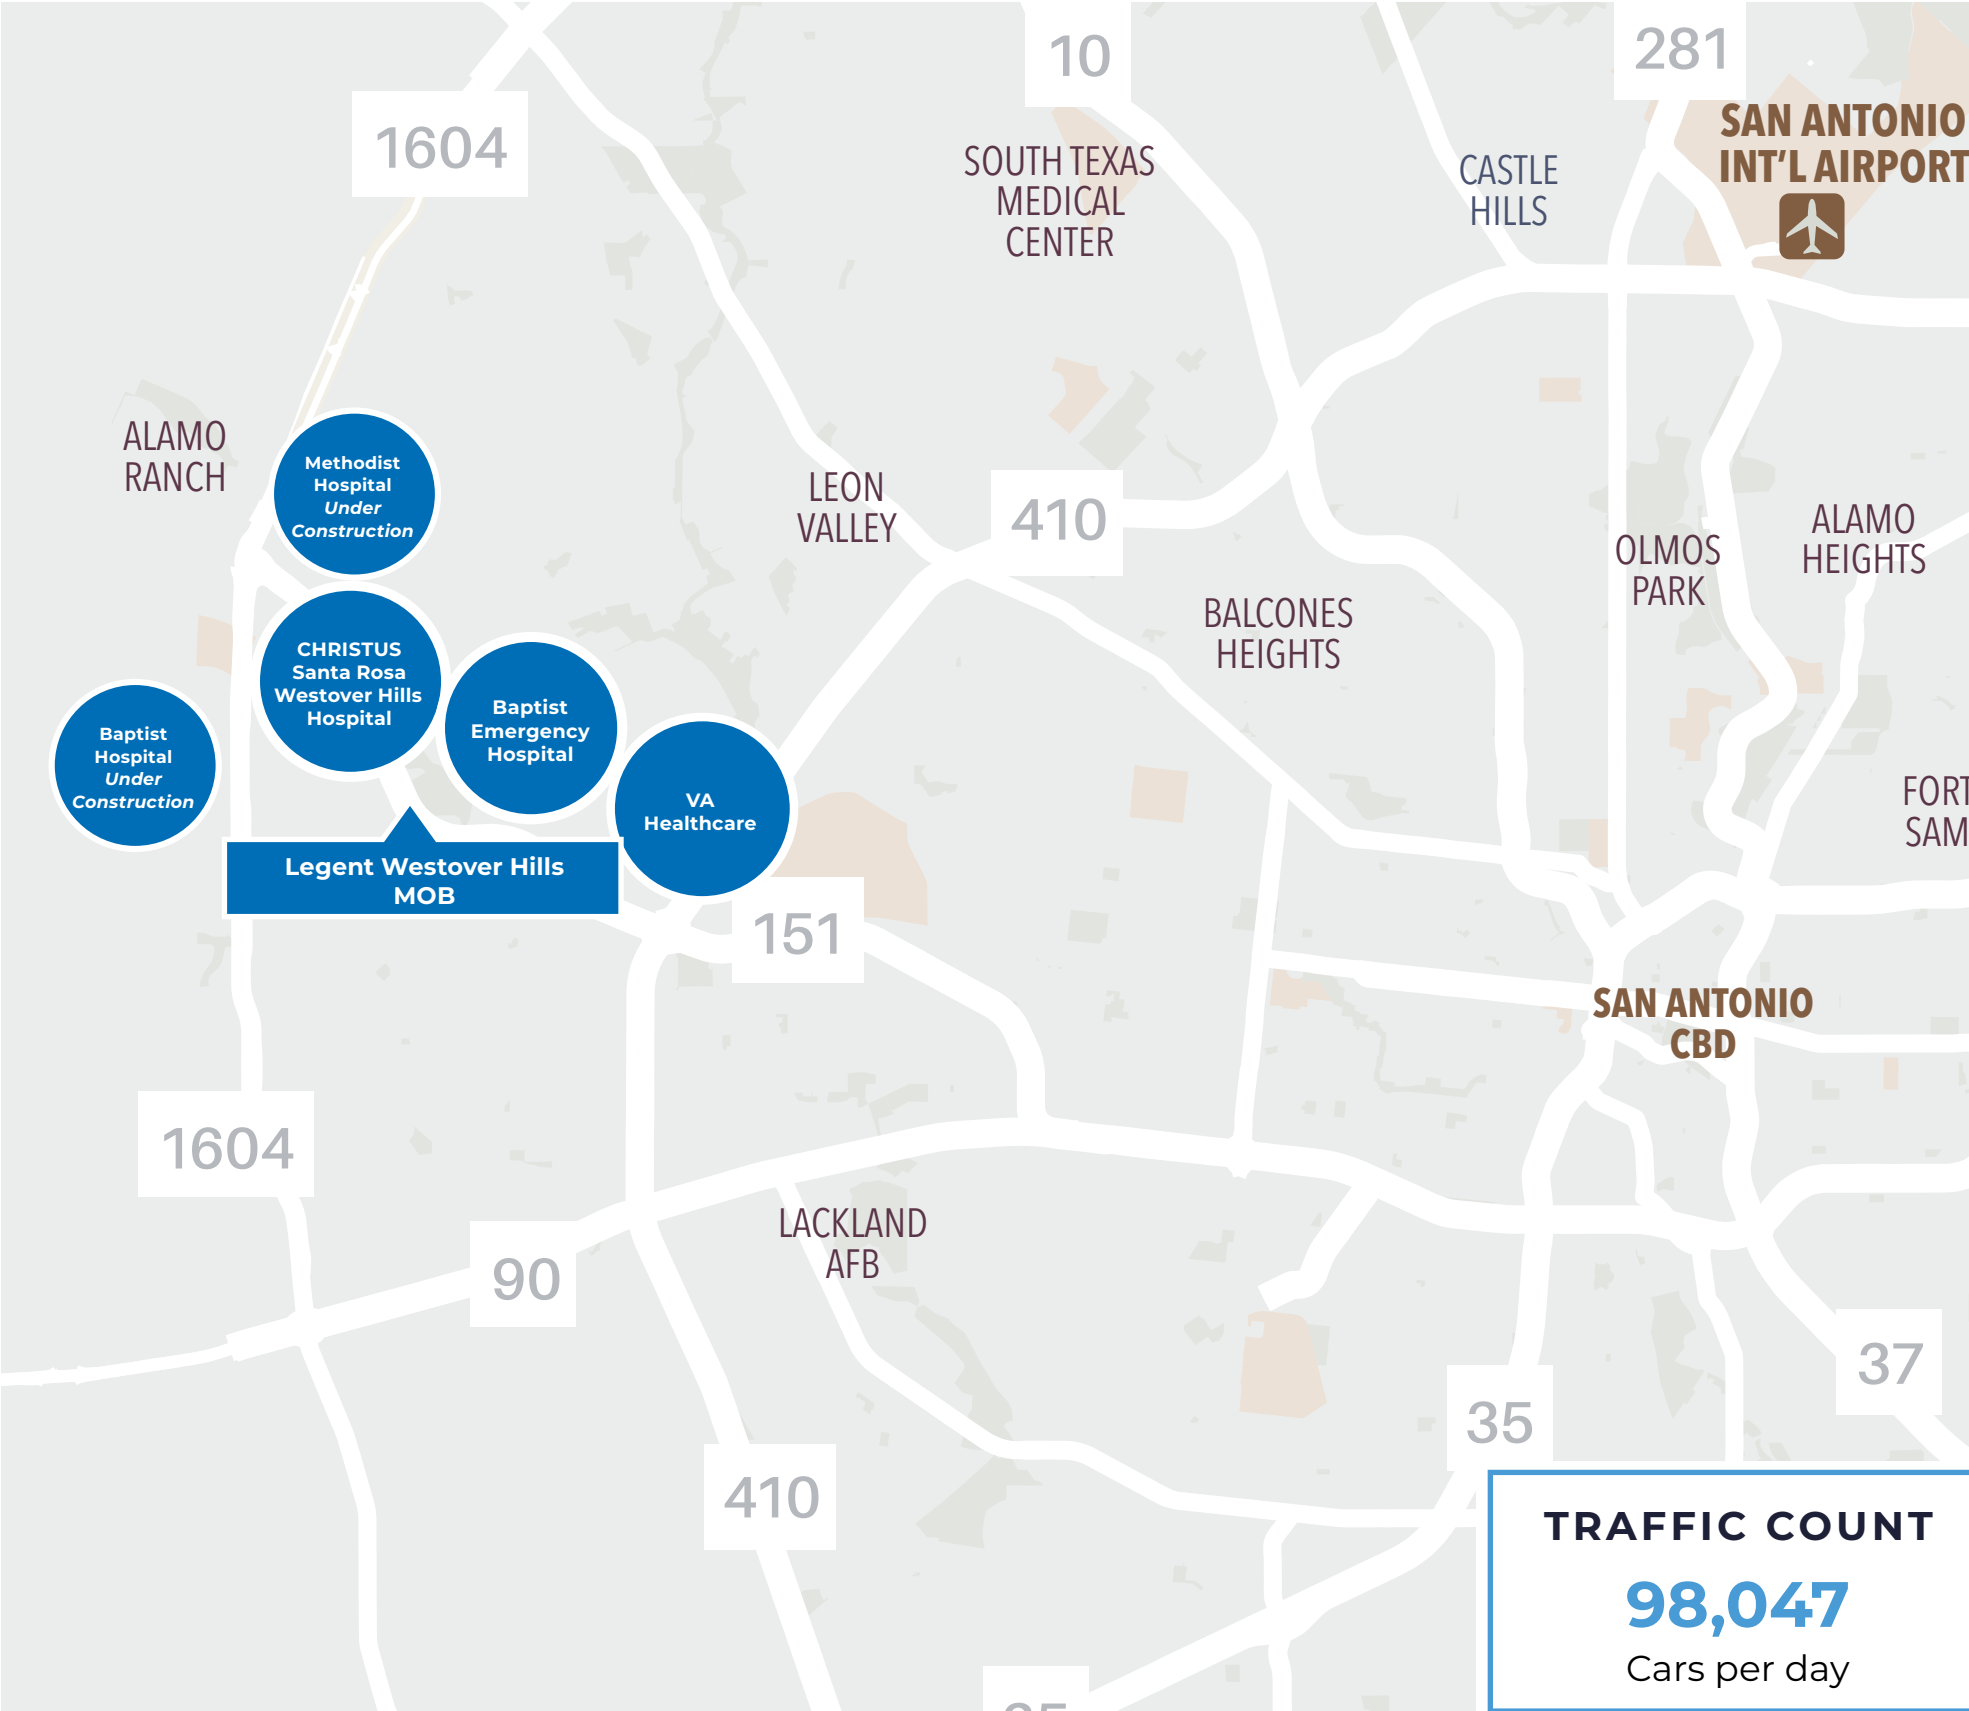 10
281
1604
SAN ANTONIO
INT'L AIRPORT
SOUTH TEXAS
MEDICAL
CENTER
CASTLE
HILLS
ALAMO
RANCH
Methodist
Hospital
Under
Construction
LEON
VALLEY
410
ALAMO
HEIGHTS
OLMOS
PARK
BALCONES
HEIGHTS
CHRISTUS
Santa Rosa
Westover Hills
Hospital
Baptist
Emergency
Hospital
Baptist
Hospital
Under
Construction
VA
Healthcare
FORT
SAM
Legent Westover Hills
MOB
151
SAN ANTONIO
CBD
1604
LACKLAND
AFB
90
37
35
410
TRAFFIC COUNT
98,047
Cars per day